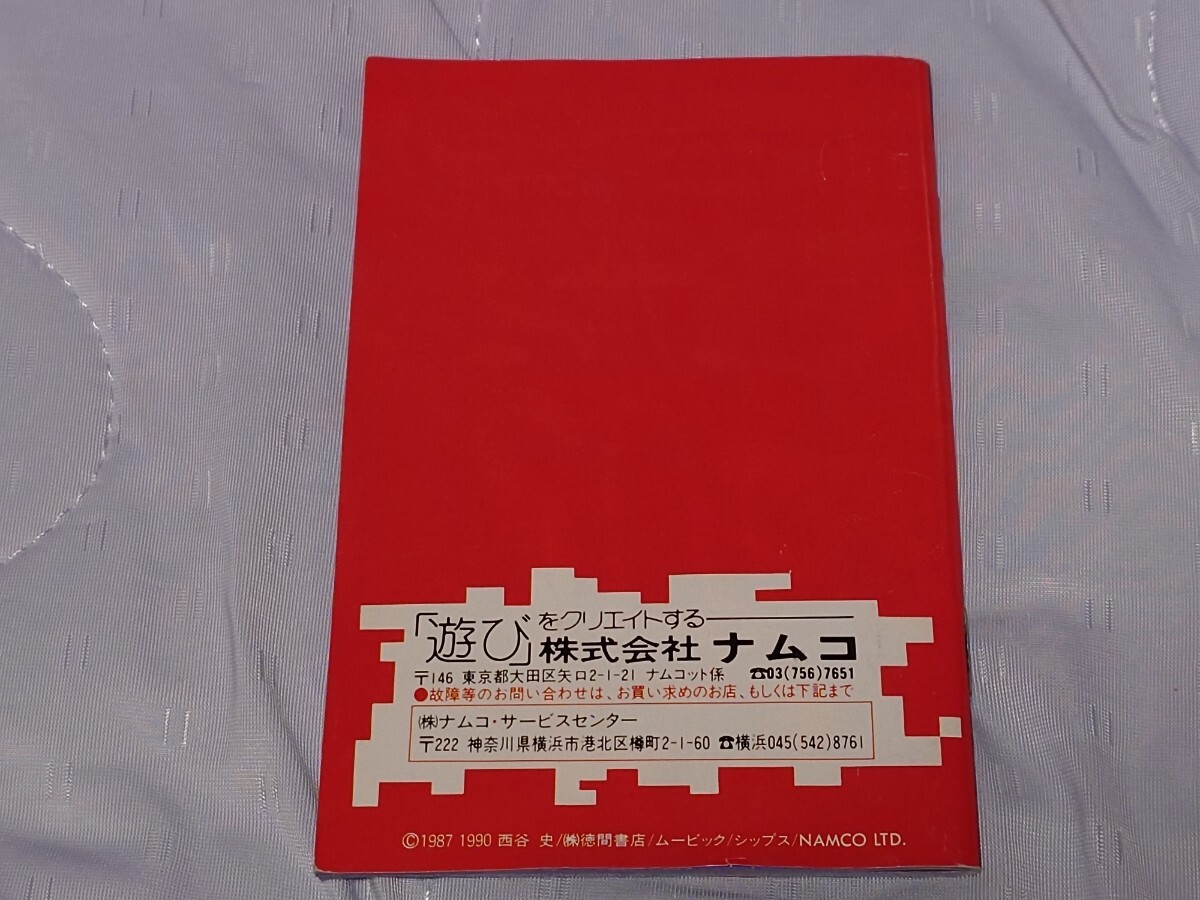 「遊び」をクリエイトする──
株式会社 ナムコ
〒146 東京都大田区矢口2-1-21 ナムコット係 ☎03(756)7651
●故障等のお問い合わせは、お買い求めのお店、もしくは下記まで
㈱ナムコ・サービスセンター
〒222 神奈川県横浜市港北区樽町2-1-60 ☎横浜045(542)8761
©1987 1990 西谷 史/㈱徳間書店/ムービック/シップス/NAMCO LTD.